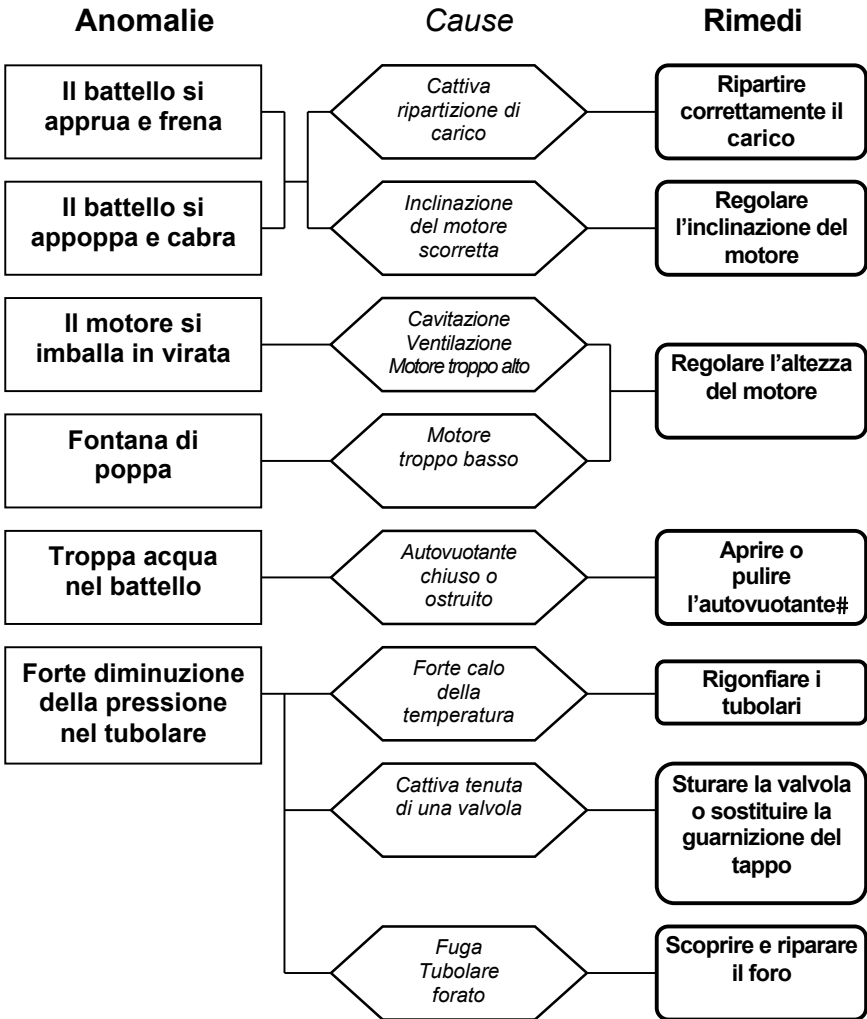 Anomalie
Cause
Rimedi
Il battello si
apprua e frena
Cattiva
ripartizione di
carico
Ripartire
correttamente il
carico
Il battello si
appoppa e cabra
Inclinazione
del motore
scorretta
Regolare
l’inclinazione del
motore
Il motore si
imballa in virata
Cavitazione
Ventilazione
Motore troppo alto
Regolare l’altezza
del motore
Fontana di
poppa
Motore
troppo basso
Troppa acqua
nel battello
Autovuotante
chiuso o
ostruito
Aprire o
pulire
l’autovuotante#
Forte diminuzione
della pressione
nel tubolare
Forte calo
della
temperatura
Rigonfiare i
tubolari
Cattiva tenuta
di una valvola
Sturare la valvola
o sostituire la
guarnizione del
tappo
Fuga
Tubolare
forato
Scoprire e riparare
il foro